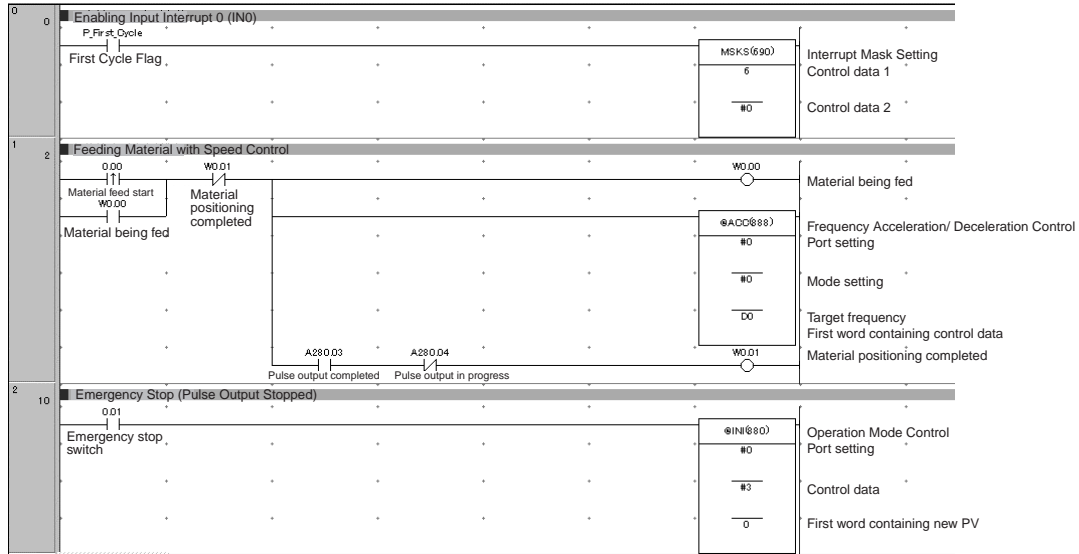 0
0
Enabling Input Interrupt 0 (IN0)
P_First_Cycle
First Cycle Flag
MSKS(690)
Interrupt Mask Setting
6
Control data 1
#0
Control data 2
1
2
Feeding Material with Speed Control
0.00
W0.01
W0.00
Material feed start
Material positioning completed
Material being fed
W0.00
Material being fed
@ACC(888)
Frequency Acceleration/ Deceleration Control
#0
Port setting
#0
Mode setting
D0
Target frequency
First word containing control data
A280.03
A280.04
W0.01
Material positioning completed
Pulse output completed
Pulse output in progress
2
10
Emergency Stop (Pulse Output Stopped)
0.01
Emergency stop
switch
@INI(880)
Operation Mode Control
#0
Port setting
#3
Control data
0
First word containing new PV